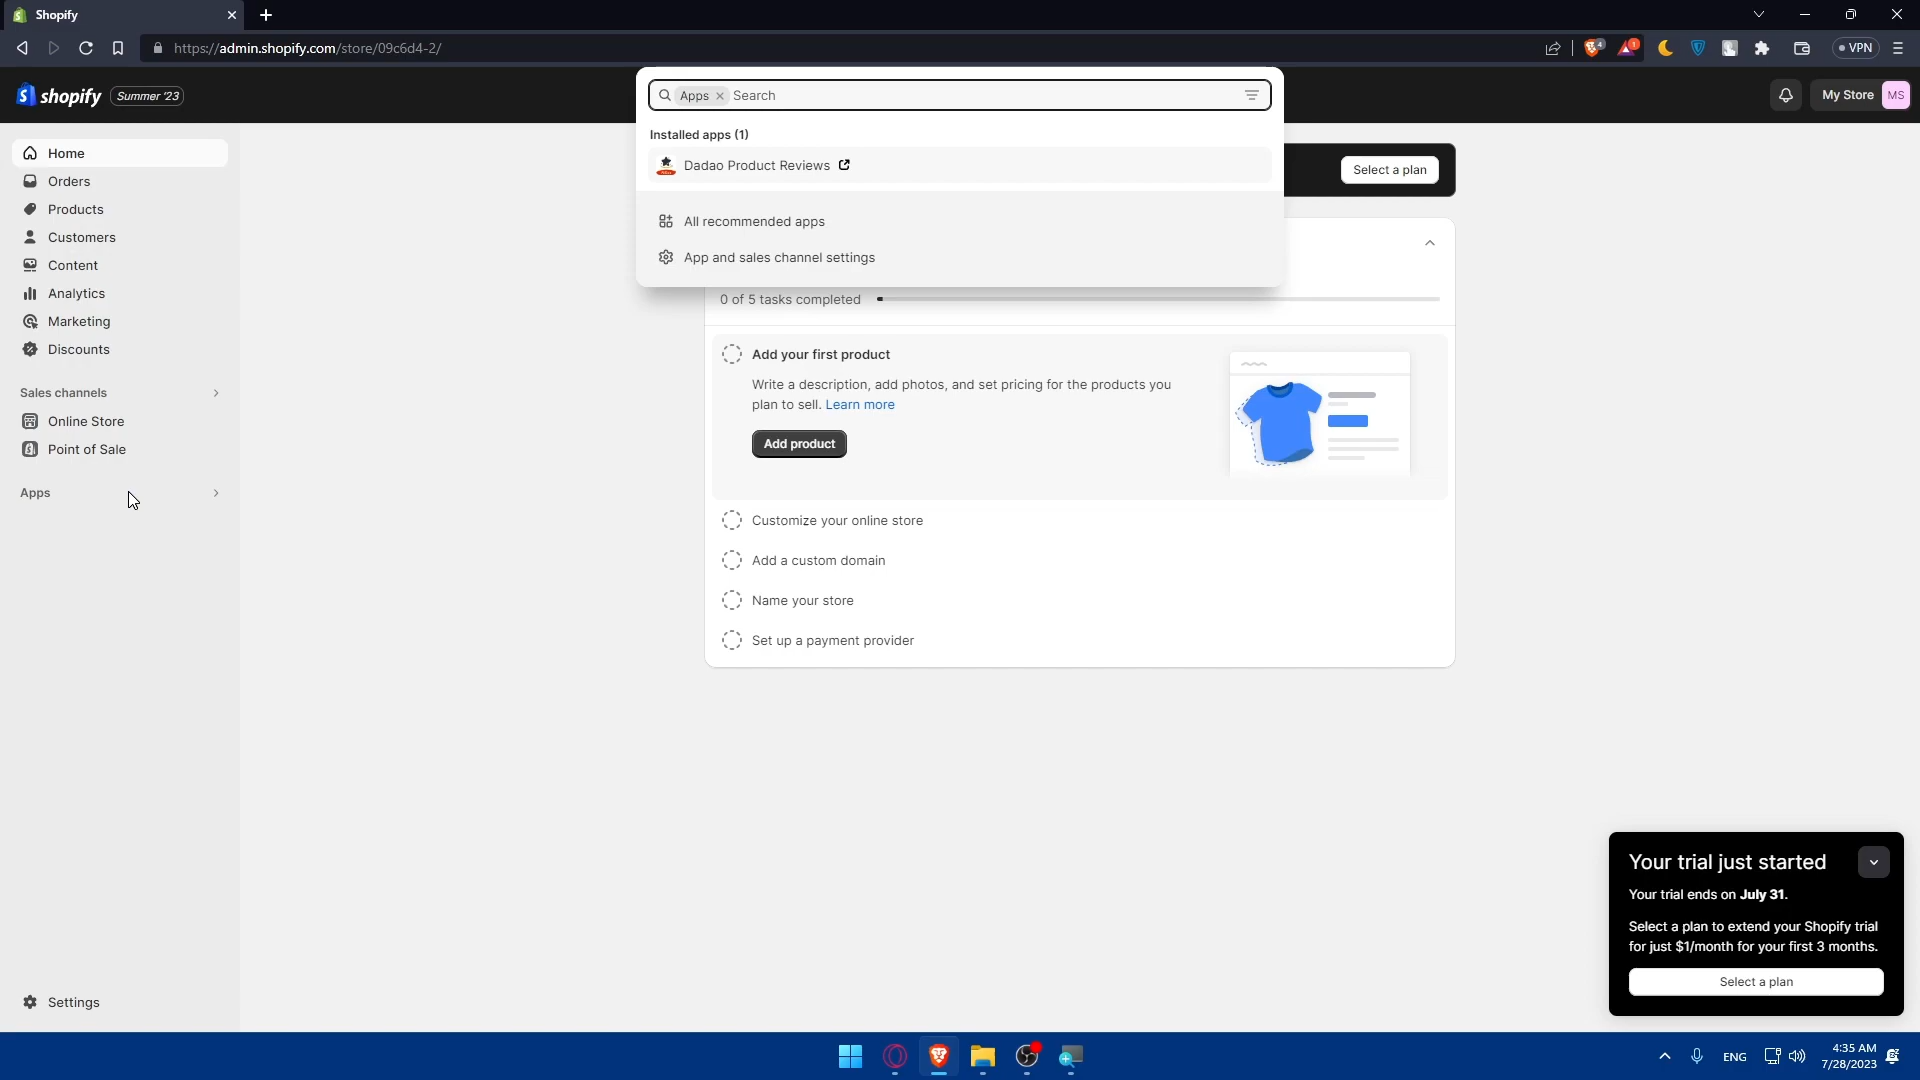 Shopify
https://admin.shopify.com/store/09c6d4-2/
4
1
VPN
shopify
Summer '23
Apps
Search
My Store
MS
Installed apps (1)
Dadao Product Reviews
All recommended apps
App and sales channel settings
Select a plan
Home
Orders
Products
Customers
Content
Analytics
Marketing
Discounts
Sales channels
Online Store
Point of Sale
Apps
Settings
0 of 5 tasks completed
Add your first product
Write a description, add photos, and set pricing for the products you
plan to sell. Learn more
Add product
Customize your online store
Add a custom domain
Name your store
Set up a payment provider
Your trial just started
Your trial ends on July 31.
Select a plan to extend your Shopify trial
for just $1/month for your first 3 months.
Select a plan
ENG
4:35 AM
7/28/2023